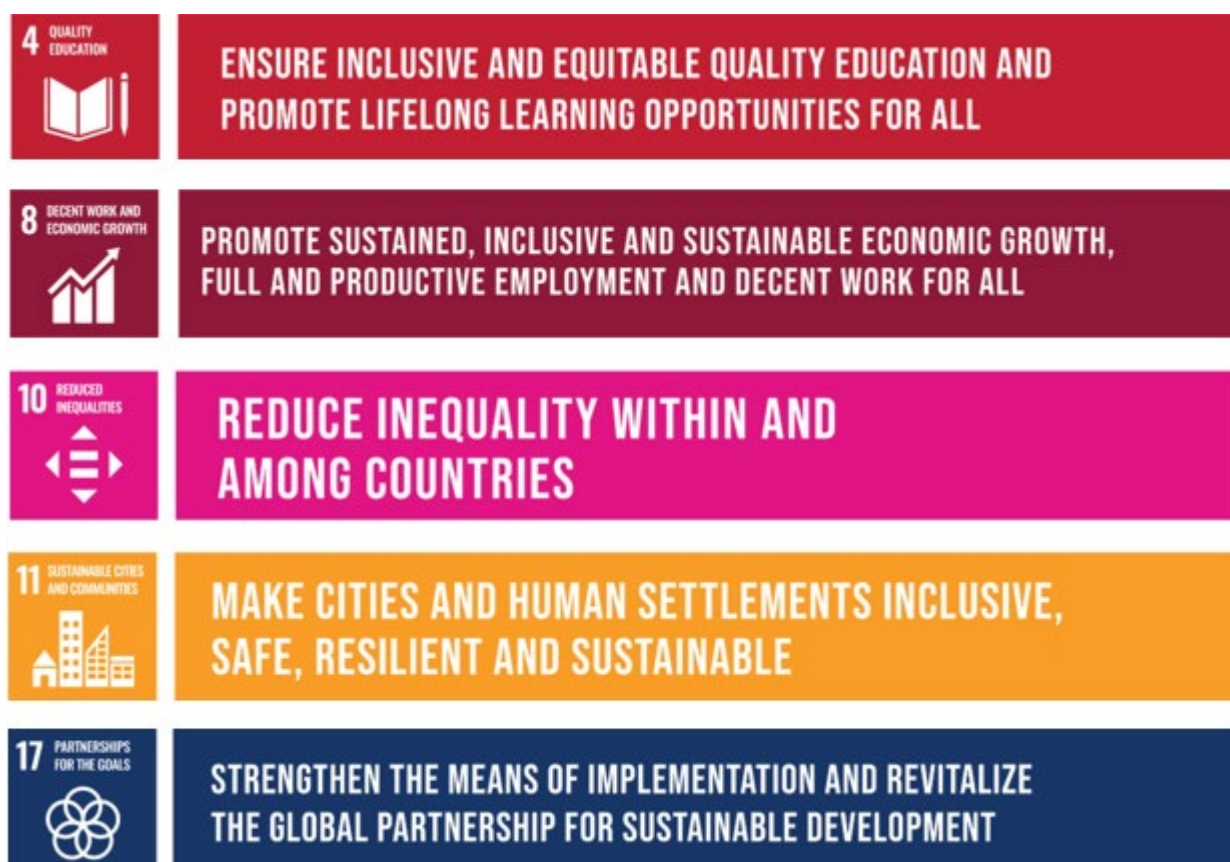 4 QUALITY
EDUCATION
ENSURE INCLUSIVE AND EQUITABLE QUALITY EDUCATION AND
PROMOTE LIFELONG LEARNING OPPORTUNITIES FOR ALL
8 DECENT WORK AND
ECONOMIC GROWTH
PROMOTE SUSTAINED, INCLUSIVE AND SUSTAINABLE ECONOMIC GROWTH,
FULL AND PRODUCTIVE EMPLOYMENT AND DECENT WORK FOR ALL
10 REDUCED
INEQUALITIES
REDUCE INEQUALITY WITHIN AND
AMONG COUNTRIES
11 SUSTAINABLE CITIES
AND COMMUNITIES
MAKE CITIES AND HUMAN SETTLEMENTS INCLUSIVE,
SAFE, RESILIENT AND SUSTAINABLE
17 PARTNERSHIPS
FOR THE GOALS
STRENGTHEN THE MEANS OF IMPLEMENTATION AND REVITALIZE
THE GLOBAL PARTNERSHIP FOR SUSTAINABLE DEVELOPMENT